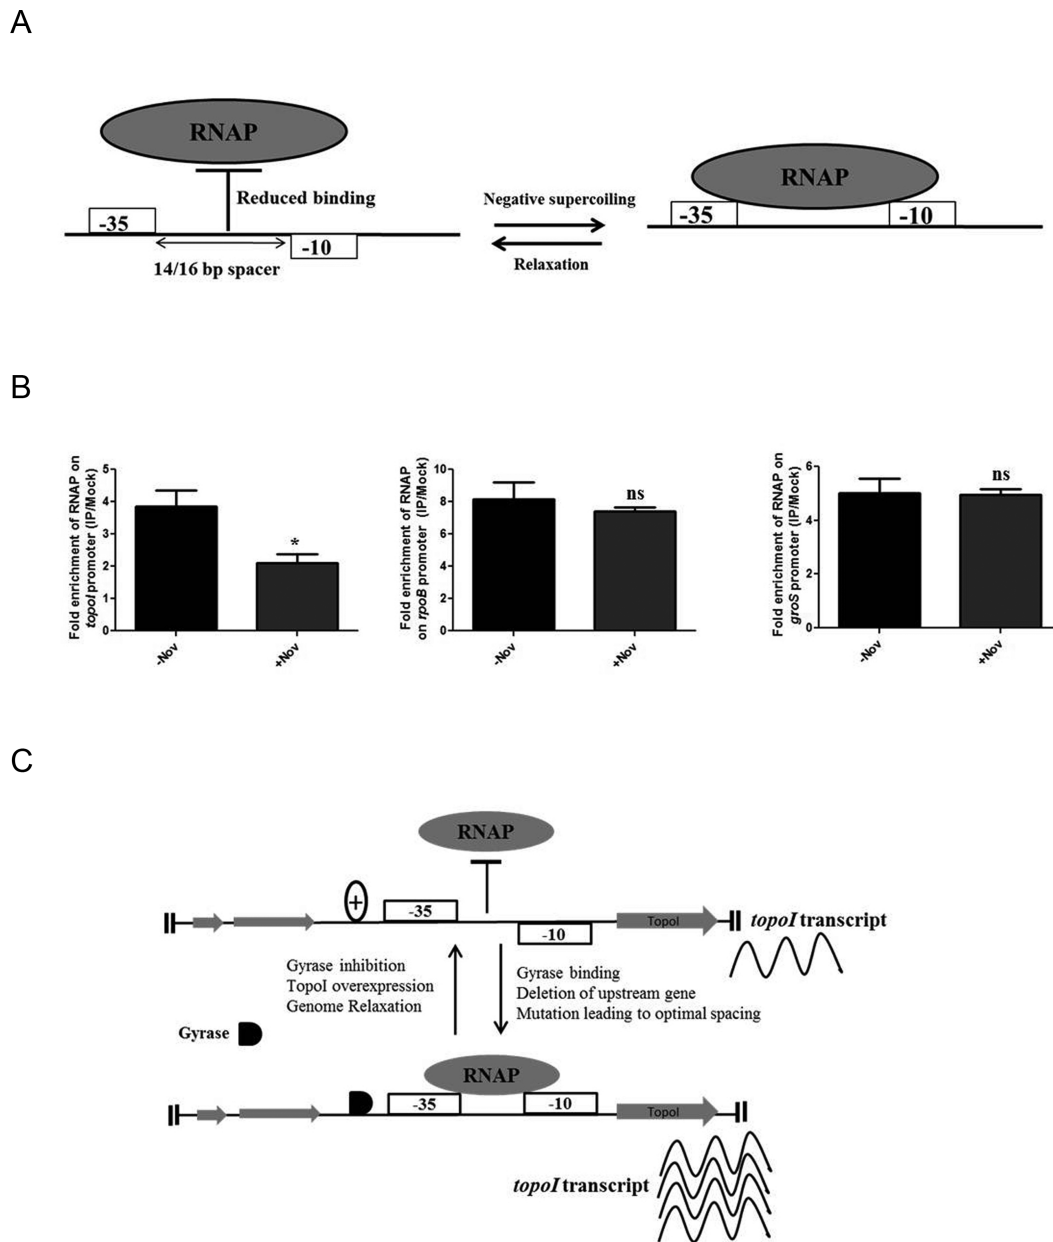 A
RNAP
Reduced binding
-35
-10
14/16 bp spacer
Negative supercoiling
Relaxation
RNAP
-35
-10
B
Fold enrichment of RNAP on
topoI promoter (IP/Mock)
5
4
3
2
1
0
*
-Nov
+Nov
Fold enrichment of RNAP
on rpoB promoter (IP/Mock)
10
8
6
4
2
0
ns
-Nov
+Nov
Fold enrichment of RNAP on
groS promoter (IP/Mock)
6
4
2
0
ns
-Nov
+Nov
C
RNAP
+
-35
-10
TopoI
topoI transcript
Gyrase inhibition
TopoI overexpression
Genome Relaxation
Gyrase binding
Deletion of upstream gene
Mutation leading to optimal spacing
Gyrase
RNAP
-35
-10
TopoI
topoI transcript